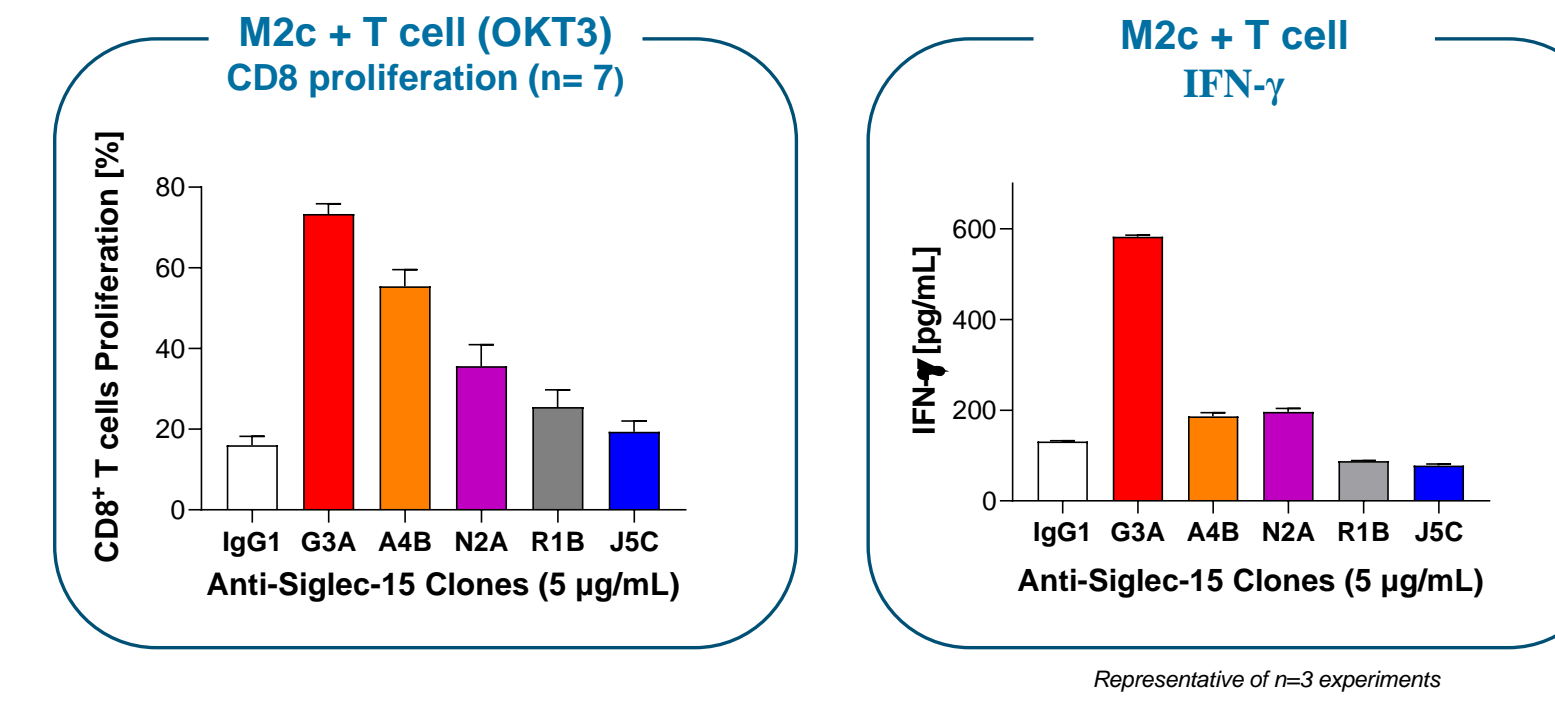 M2c + T cell (OKT3)
CD8 proliferation (n= 7)
CD8⁺ T cells Proliferation [%]
80
60
40
20
0
IgG1 G3A A4B N2A R1B J5C
Anti-Siglec-15 Clones (5 µg/mL)
M2c + T cell
IFN-γ
IFN-γ [pg/mL]
600
400
200
0
IgG1 G3A A4B N2A R1B J5C
Anti-Siglec-15 Clones (5 µg/mL)
Representative of n=3 experiments